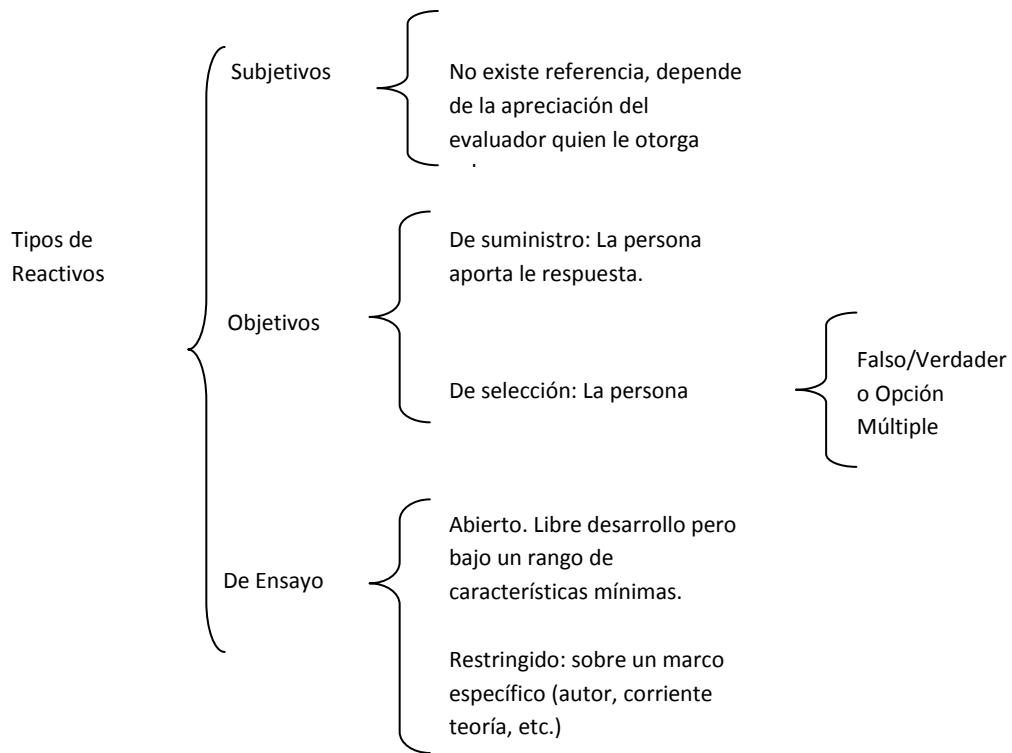 Tipos de
Reactivos
Subjetivos
No existe referencia, depende
de la apreciación del
evaluador quien le otorga
Objetivos
De suministro: La persona
aporta le respuesta.
De selección: La persona
Falso/Verdader
o Opción
Múltiple
De Ensayo
Abierto. Libre desarrollo pero
bajo un rango de
características mínimas.
Restringido: sobre un marco
específico (autor, corriente
teoría, etc.)